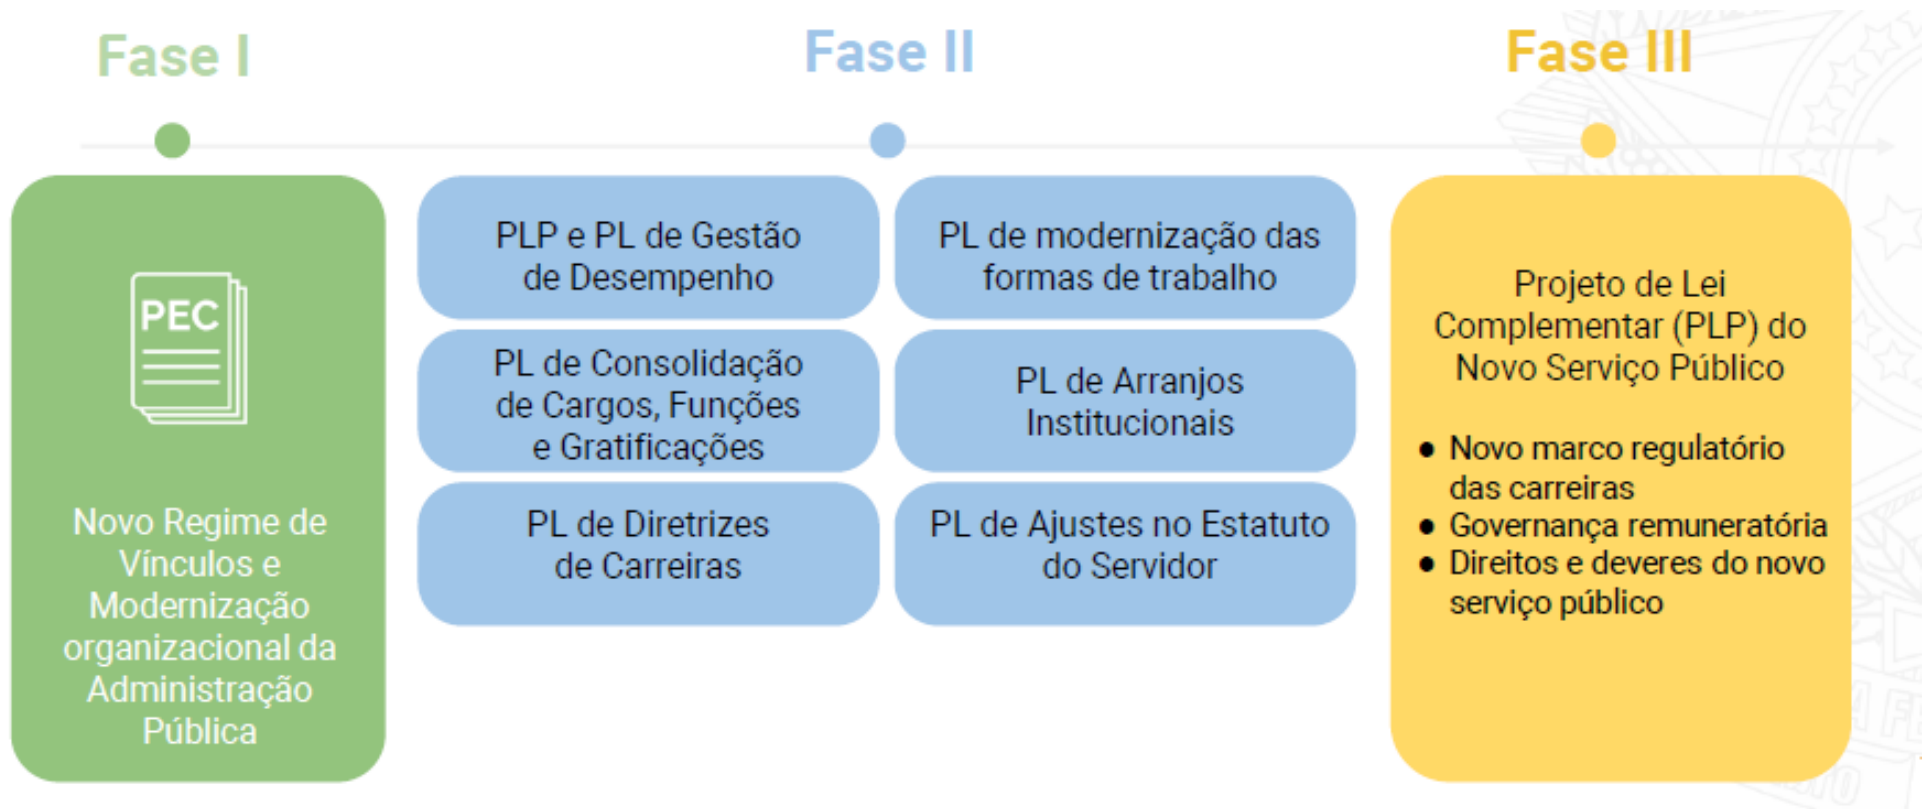 Fase I
Fase II
Fase III
PEC
Novo Regime de
Vínculos e
Modernização
organizacional da
Administração
Pública
PLP e PL de Gestão
de Desempenho
PL de modernização das
formas de trabalho
PL de Consolidação
de Cargos, Funções
e Gratificações
PL de Arranjos
Institucionais
PL de Diretrizes
de Carreiras
PL de Ajustes no Estatuto
do Servidor
Projeto de Lei
Complementar (PLP) do
Novo Serviço Público
● Novo marco regulatório
das carreiras
● Governança remuneratória
● Direitos e deveres do novo
serviço público